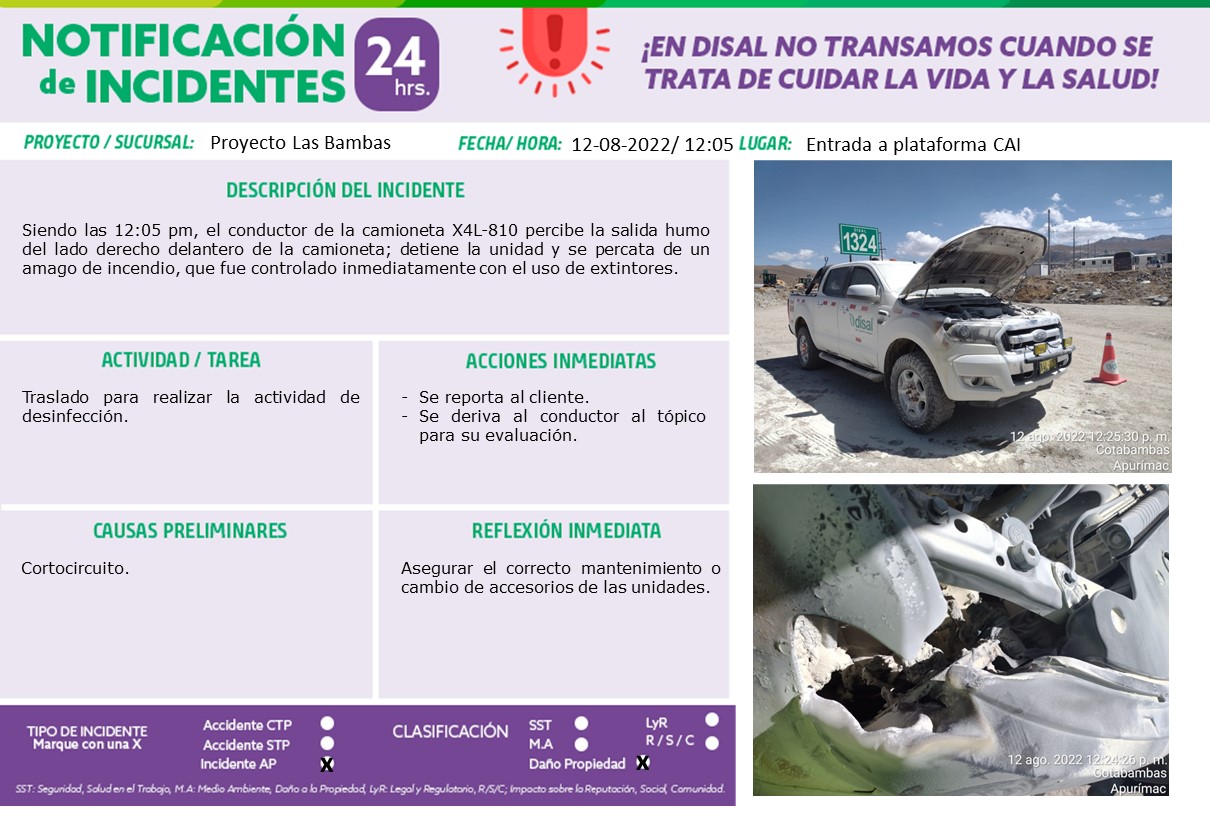 NOTIFICACIÓN
de INCIDENTES
24
hrs.
¡EN DISAL NO TRANSAMOS CUANDO SE
TRATA DE CUIDAR LA VIDA Y LA SALUD!
PROYECTO / SUCURSAL: Proyecto Las Bambas
FECHA/ HORA: 12-08-2022/ 12:05
LUGAR: Entrada a plataforma CAI
DESCRIPCIÓN DEL INCIDENTE
Siendo las 12:05 pm, el conductor de la camioneta X4L-810 percibe la salida humo
del lado derecho delantero de la camioneta; detiene la unidad y se percata de un
amago de incendio, que fue controlado inmediatamente con el uso de extintores.
ACTIVIDAD / TAREA
Traslado para realizar la actividad de
desinfección.
ACCIONES INMEDIATAS
- Se reporta al cliente.
- Se deriva al conductor al tópico
para su evaluación.
CAUSAS PRELIMINARES
Cortocircuito.
REFLEXIÓN INMEDIATA
Asegurar el correcto mantenimiento o
cambio de accesorios de las unidades.
TIPO DE INCIDENTE
Marque con una X
Accidente CTP
Accidente STP
Incidente AP X
CLASIFICACIÓN
SST
M.A
Daño Propiedad X
LyR
R/S/C
SST: Seguridad, Salud en el Trabajo, M.A: Medio Ambiente, Daño a la Propiedad, LyR: Legal y Regulatorio, R/S/C; Impacto sobre la Reputación, Social, Comunidad.
1324
disal
12 ago. 2022 12:25:30 p. m.
Cotabambas
Apurímac
12 ago. 2022 12:24:26 p. m.
Cotabambas
Apurímac